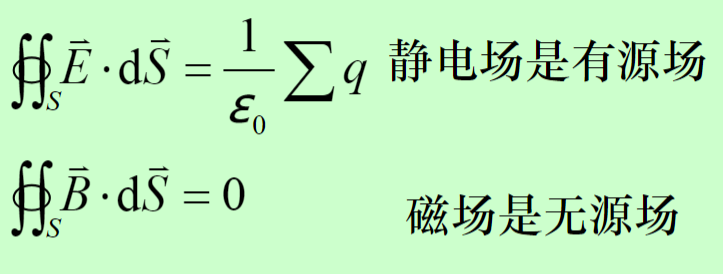 ∯_S E⃗ · dS⃗ = 1/ε₀ ∑ q 静电场是有源场
∯_S B⃗ · dS⃗ = 0 磁场是无源场